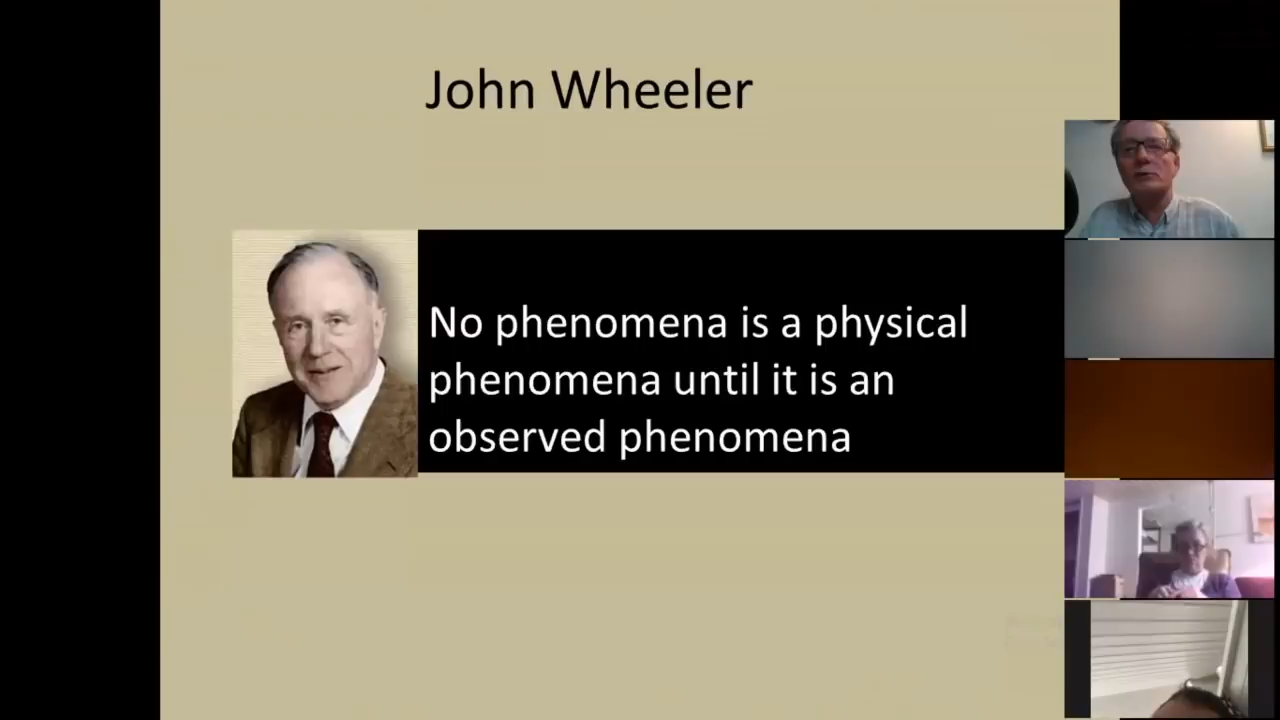 John Wheeler
No phenomena is a physical
phenomena until it is an
observed phenomena